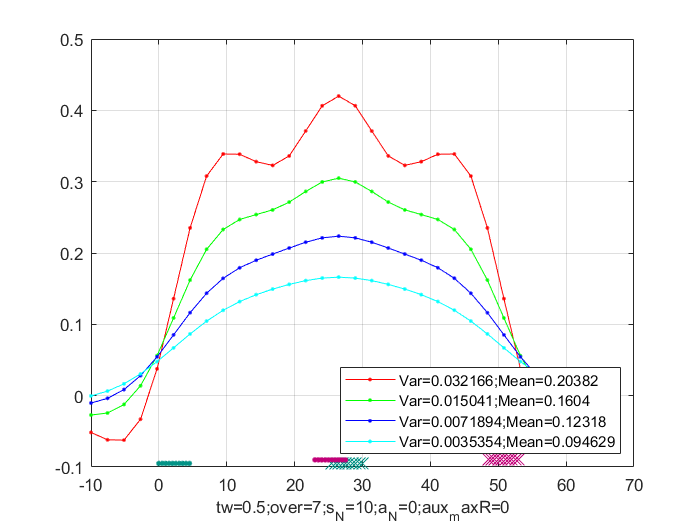 0.5
0.4
0.3
0.2
0.1
0
-0.1
-10 0 10 20 30 40 50 60 70
Var=0.032166;Mean=0.20382
Var=0.015041;Mean=0.1604
Var=0.0071894;Mean=0.12318
Var=0.0035354;Mean=0.094629
tw=0.5;over=7;s_N=10;a_N=0;aux_maxR=0